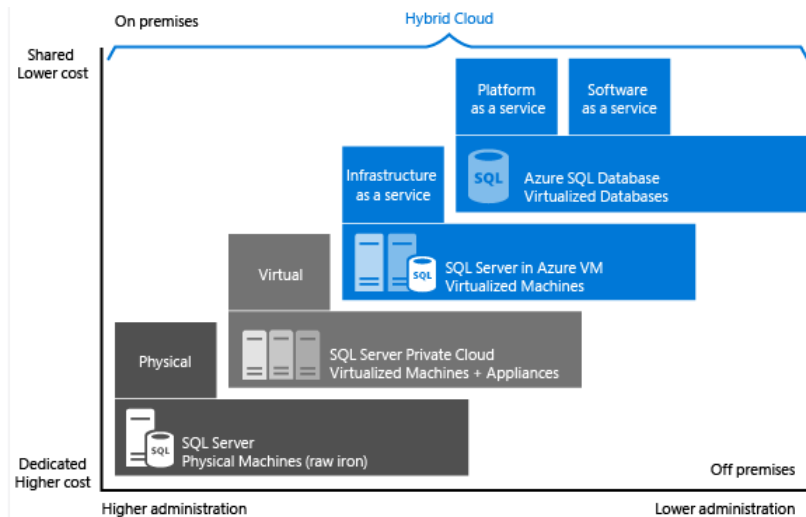 On premises
Hybrid Cloud
Shared
Lower cost
Platform
as a service
Software
as a service
SQL
Azure SQL Database
Virtualized Databases
Infrastructure
as a service
SQL
SQL Server in Azure VM
Virtualized Machines
Virtual
SQL Server Private Cloud
Virtualized Machines + Appliances
Physical
SQL
SQL Server
Physical Machines (raw iron)
Dedicated
Higher cost
Off premises
Higher administration
Lower administration